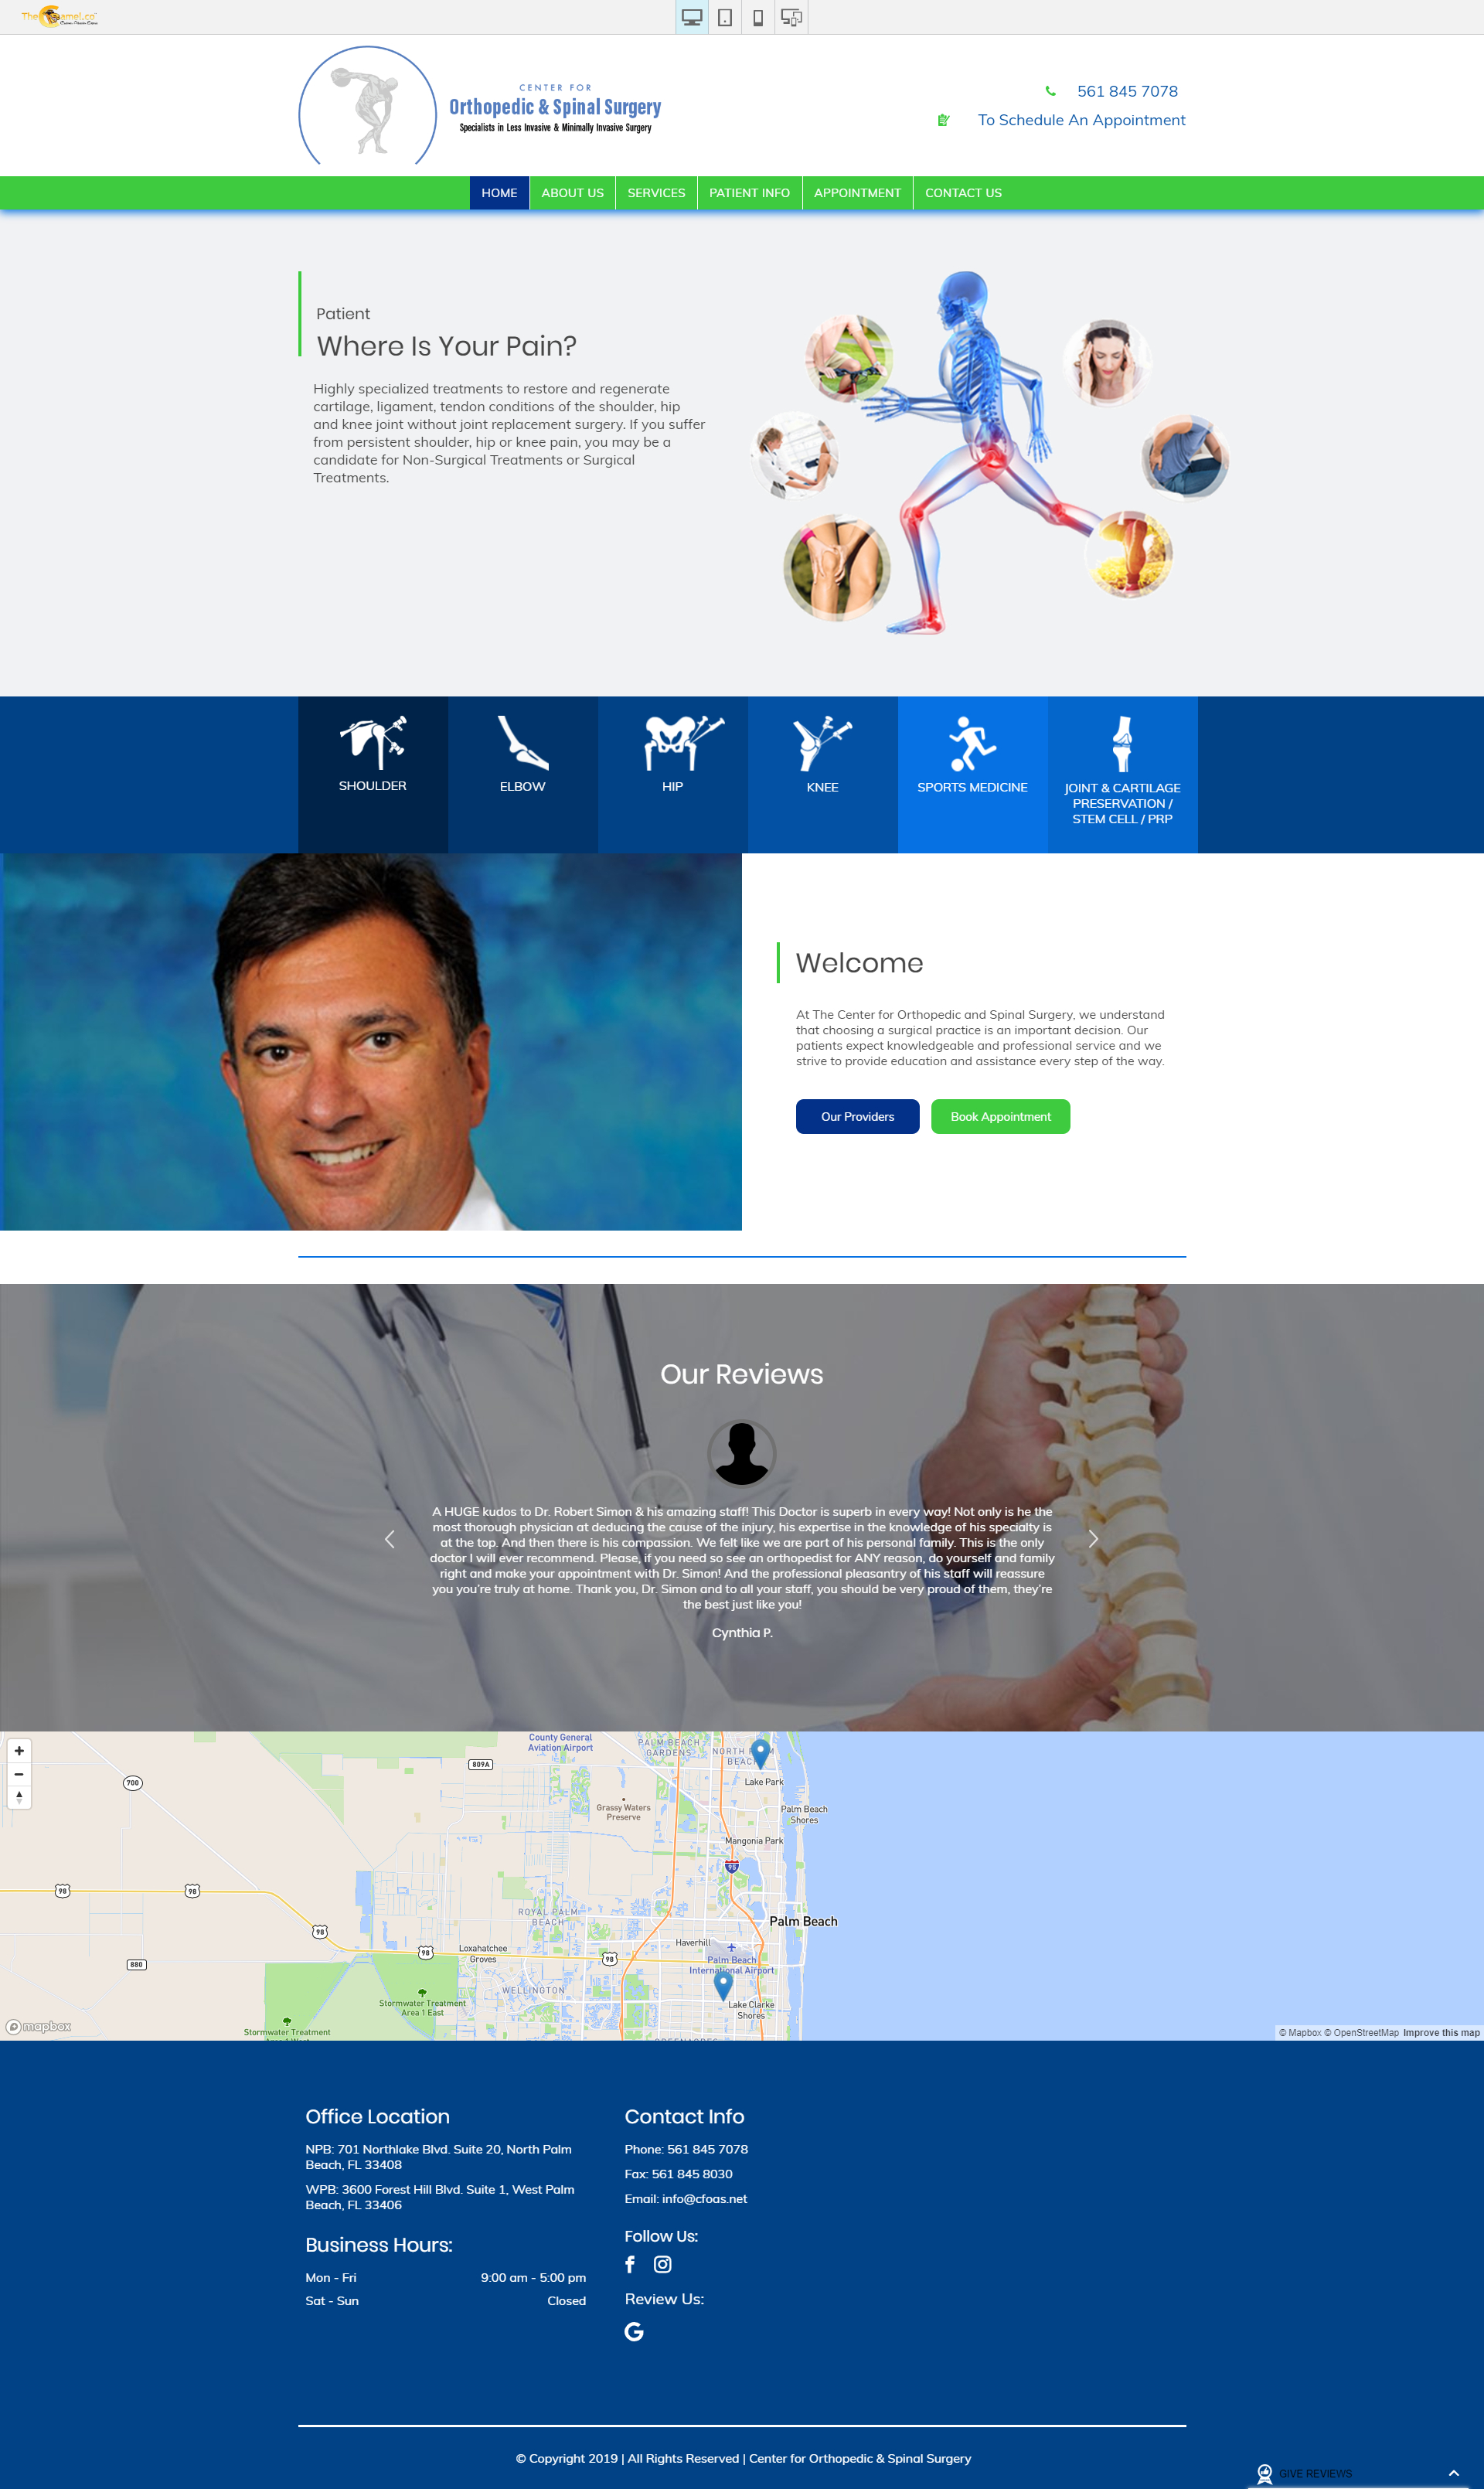 CENTER FOR
Orthopedic & Spinal Surgery
Specialists in Less Invasive & Minimally Invasive Surgery
561 845 7078
To Schedule An Appointment
HOME
ABOUT US
SERVICES
PATIENT INFO
APPOINTMENT
CONTACT US
Patient
Where Is Your Pain?
Highly specialized treatments to restore and regenerate
cartilage, ligament, tendon conditions of the shoulder, hip
and knee joint without joint replacement surgery. If you suffer
from persistent shoulder, hip or knee pain, you may be a
candidate for Non-Surgical Treatments or Surgical
Treatments.
SHOULDER
ELBOW
HIP
KNEE
SPORTS MEDICINE
JOINT & CARTILAGE
PRESERVATION /
STEM CELL / PRP
Welcome
At The Center for Orthopedic and Spinal Surgery, we understand
that choosing a surgical practice is an important decision. Our
patients expect knowledgeable and professional service and we
strive to provide education and assistance every step of the way.
Our Providers
Book Appointment
Our Reviews
A HUGE kudos to Dr. Robert Simon & his amazing staff! This Doctor is superb in every way! Not only is he the
most thorough physician at deducing the cause of the injury, his expertise in the knowledge of his specialty is
at the top. And then there is his compassion. We felt like we are part of his personal family. This is the only
doctor I will ever recommend. Please, if you need so see an orthopedist for ANY reason, do yourself and family
right and make your appointment with Dr. Simon! And the professional pleasantry of his staff will reassure
you you're truly at home. Thank you, Dr. Simon and to all your staff, you should be very proud of them, they're
the best just like you!
Cynthia P.
County General
Aviation Airport
PALM BEACH
GARDENS
NORTH PALM
BEACH
809A
700
Lake Park
Grassy Waters
Preserve
Palm Beach
Shores
Mangonia Park
95
98
98
ROYAL PALM
BEACH
Palm Beach
98
Haverhill
98
Loxahatchee
Groves
98
880
Palm Beach
International Airport
WELLINGTON
Stormwater Treatment
Area 1 East
Lake Clarke
Shores
Stormwater Treatment
mapbox
© Mapbox © OpenStreetMap Improve this map
Office Location
NPB: 701 Northlake Blvd. Suite 20, North Palm
Beach, FL 33408
WPB: 3600 Forest Hill Blvd. Suite 1, West Palm
Beach, FL 33406
Business Hours:
Mon - Fri 9:00 am - 5:00 pm
Sat - Sun Closed
Contact Info
Phone: 561 845 7078
Fax: 561 845 8030
Email: info@cfoas.net
Follow Us:
Review Us:
© Copyright 2019 | All Rights Reserved | Center for Orthopedic & Spinal Surgery
GIVE REVIEWS